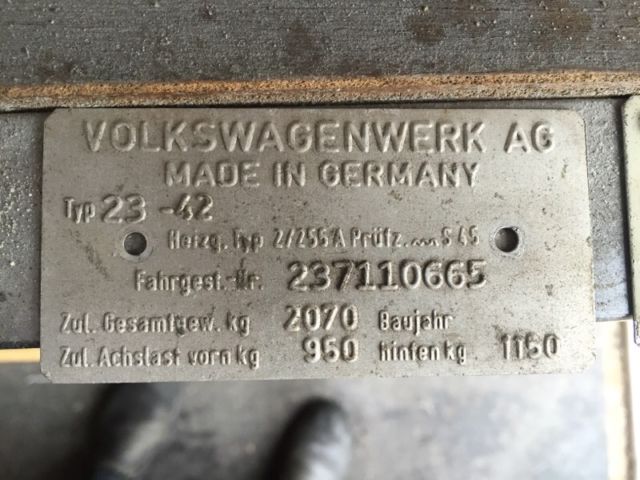 VOLKSWAGENWERK AG
MADE IN GERMANY
Typ 23 -42
Heizg. Typ 2/255/A Prüfz. ~~~ S 45
Fahrgest.-Nr. 237110665
Zul. Gesamtgew. kg 2070 Baujahr
Zul. Achslast vorn kg 950 hinten kg 1150